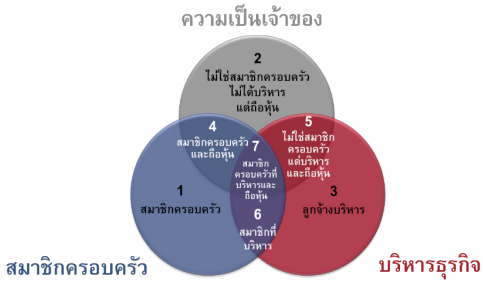 ความเป็นเจ้าของ
2
ไม่ใช่สมาชิกครอบครัว
ไม่ได้บริหาร
แต่ถือหุ้น
4
สมาชิกครอบครัว
และถือหุ้น
5
ไม่ใช่สมาชิก
ครอบครัว
แต่บริหาร
และถือหุ้น
7
สมาชิก
ครอบครัวที่
บริหารและ
ถือหุ้น
1
สมาชิกครอบครัว
3
ลูกจ้างบริหาร
6
สมาชิกที่
บริหาร
สมาชิกครอบครัว
บริหารธุรกิจ